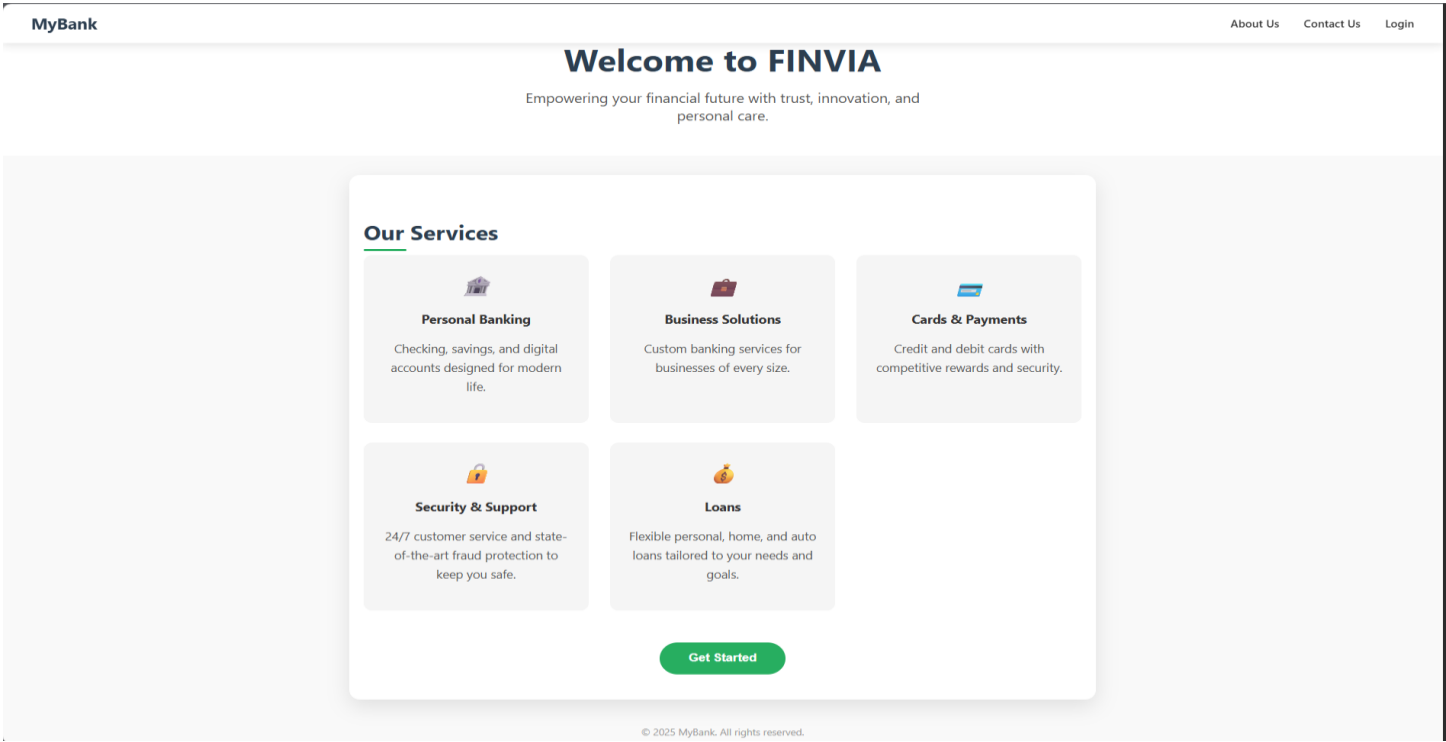 MyBank
About Us
Contact Us
Login
Welcome to FINVIA
Empowering your financial future with trust, innovation, and
personal care.
Our Services
Personal Banking
Checking, savings, and digital
accounts designed for modern
life.
Business Solutions
Custom banking services for
businesses of every size.
Cards & Payments
Credit and debit cards with
competitive rewards and security.
Security & Support
24/7 customer service and state-
of-the-art fraud protection to
keep you safe.
Loans
Flexible personal, home, and auto
loans tailored to your needs and
goals.
Get Started
© 2025 MyBank. All rights reserved.